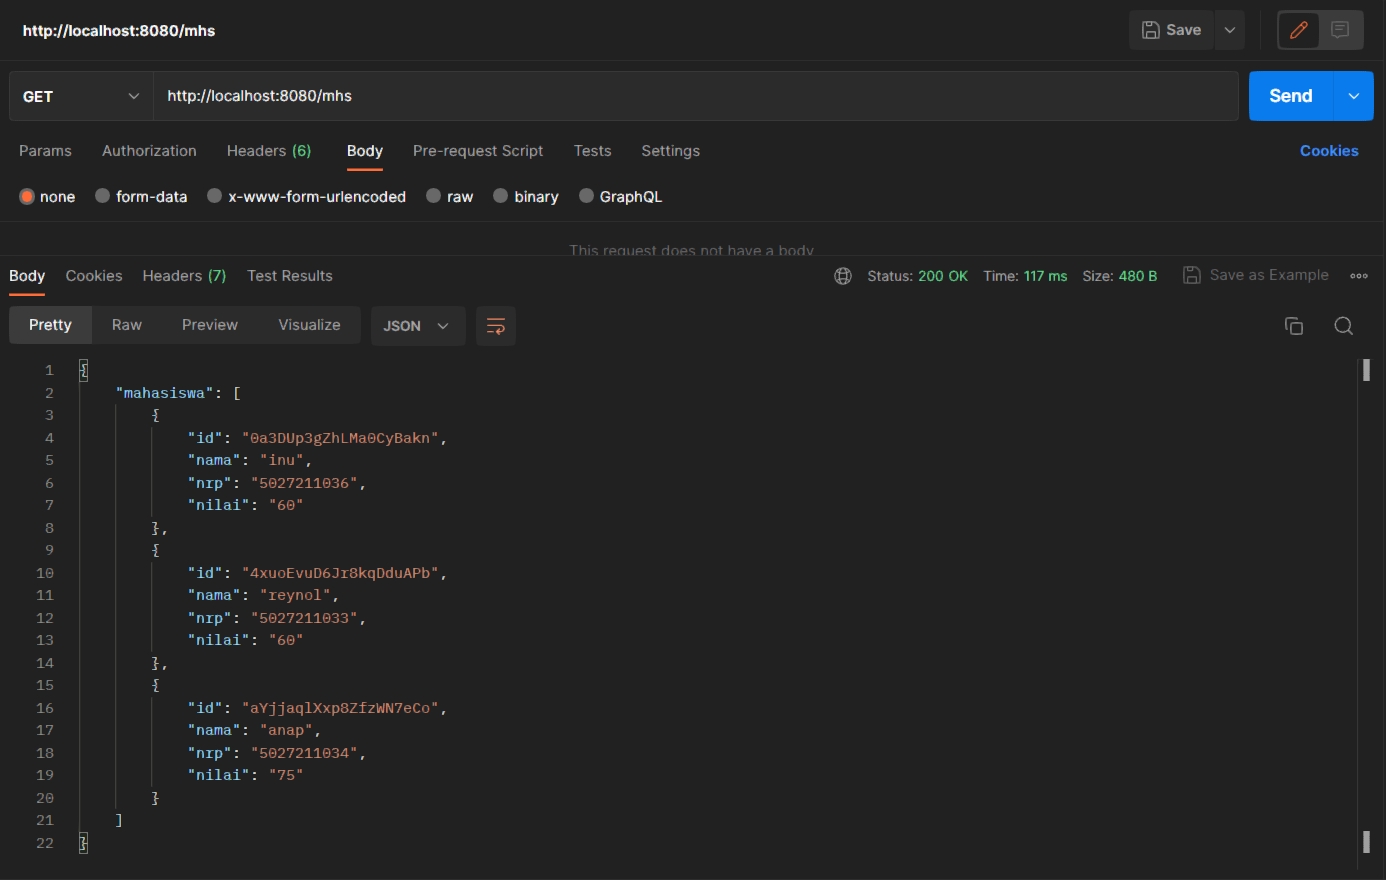 http://localhost:8080/mhs
Save
GET
http://localhost:8080/mhs
Send
Params Authorization Headers (6) Body Pre-request Script Tests Settings Cookies
none form-data x-www-form-urlencoded raw binary GraphQL
This request does not have a body
Body Cookies Headers (7) Test Results Status: 200 OK Time: 117 ms Size: 480 B Save as Example
Pretty Raw Preview Visualize JSON
1 {
2 "mahasiswa": [
3 {
4 "id": "0a3DUp3gZhLMa0CyBakn",
5 "nama": "inu",
6 "nrp": "5027211036",
7 "nilai": "60"
8 },
9 {
10 "id": "4xuoEvuD6Jr8kqDduAPb",
11 "nama": "reynol",
12 "nrp": "5027211033",
13 "nilai": "60"
14 },
15 {
16 "id": "aYjjaqlXxp8ZfzWN7eCo",
17 "nama": "anap",
18 "nrp": "5027211034",
19 "nilai": "75"
20 }
21 ]
22 }